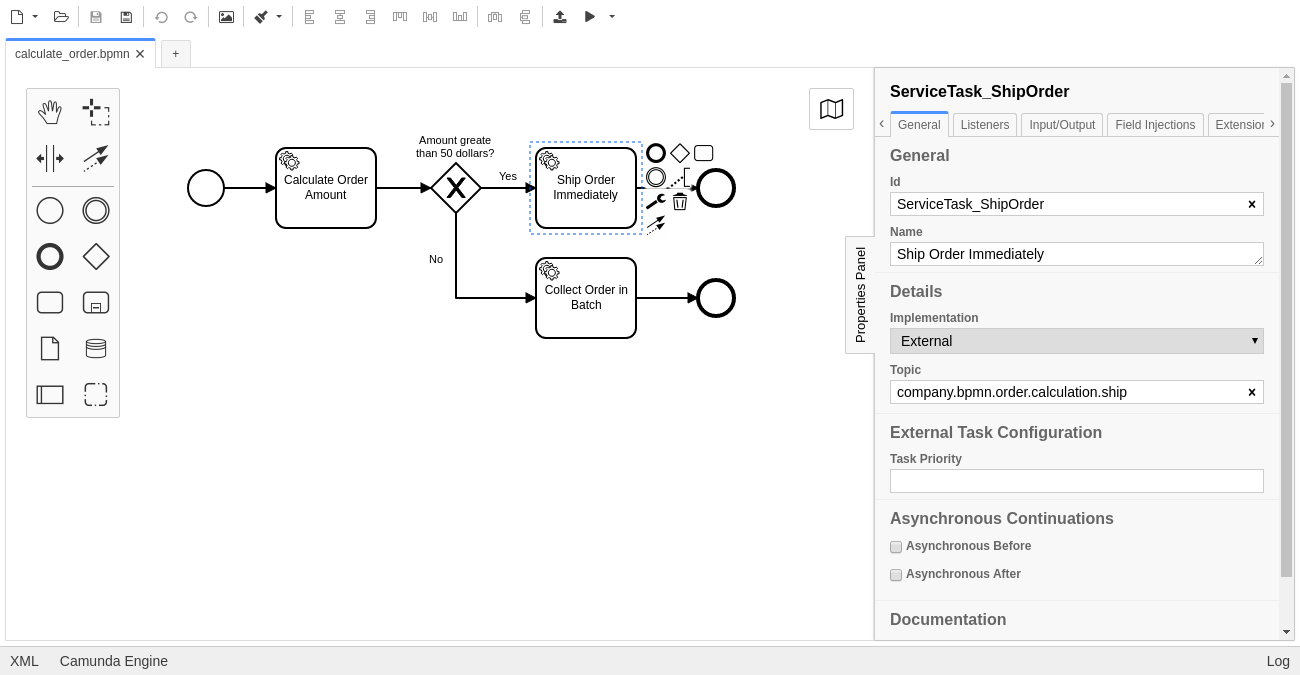 calculate_order.bpmn
+
ServiceTask_ShipOrder
General
Listeners
Input/Output
Field Injections
Extension
General
Id
ServiceTask_ShipOrder
Name
Ship Order Immediately
Details
Implementation
External
Topic
company.bpmn.order.calculation.ship
External Task Configuration
Task Priority
Asynchronous Continuations
Asynchronous Before
Asynchronous After
Documentation
Properties Panel
Amount greate
than 50 dollars?
Calculate Order
Amount
Yes
Ship Order
Immediately
No
Collect Order in
Batch
XML
Camunda Engine
Log